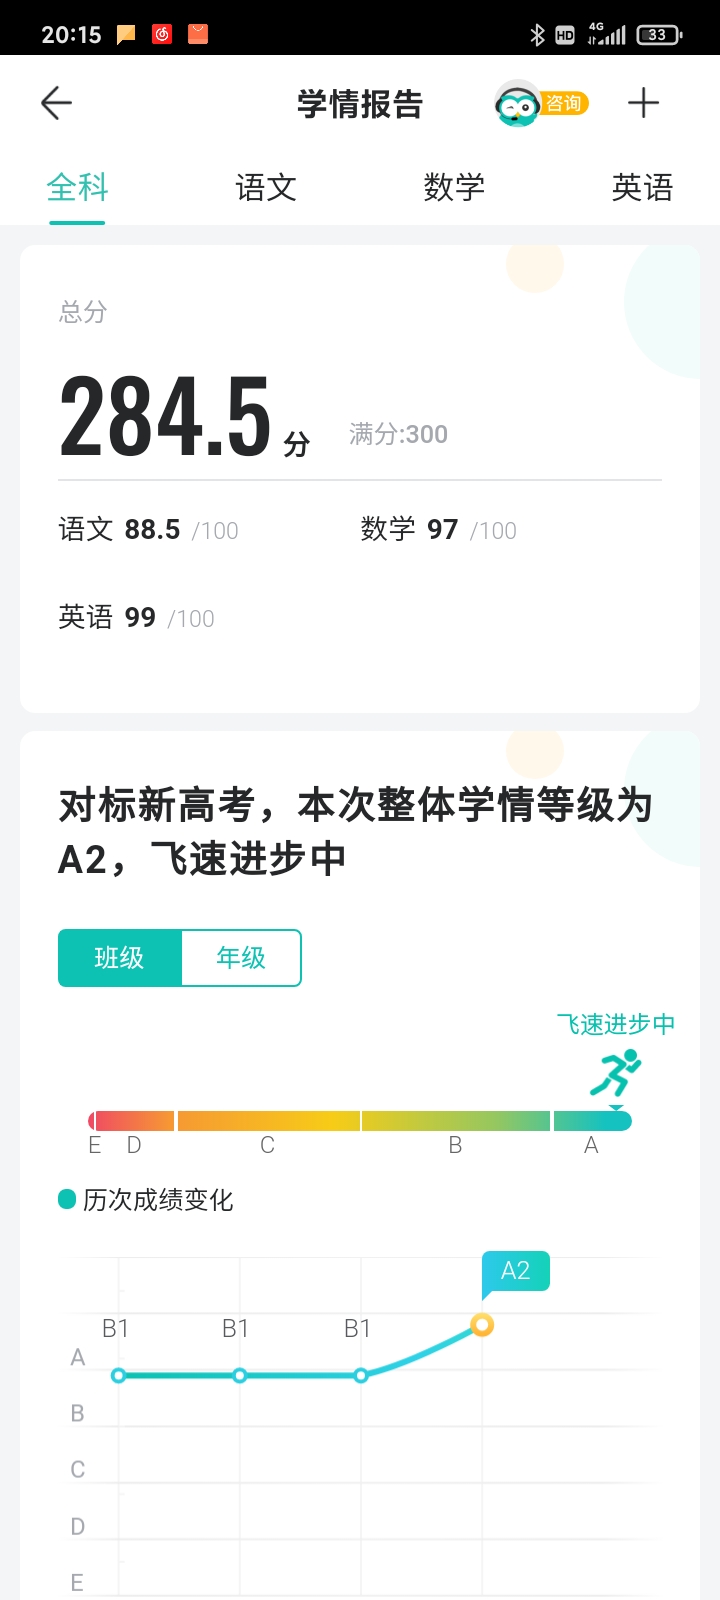 20:15
HD 4G 33
学情报告
咨询
全科 语文 数学 英语
总分
284.5 分 满分:300
语文 88.5 /100 数学 97 /100
英语 99 /100
对标新高考，本次整体学情等级为
A2，飞速进步中
班级 年级
飞速进步中
E D C B A
历次成绩变化
A2
B1 B1 B1
A
B
C
D
E